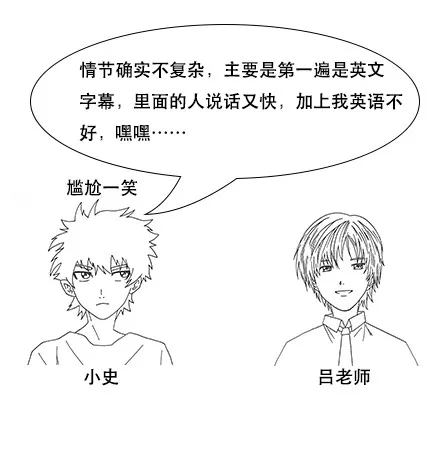 情节确实不复杂，主要是第一遍是英文
字幕，里面的人说话又快，加上我英语不
好，嘿嘿……
尴尬一笑
小史
吕老师